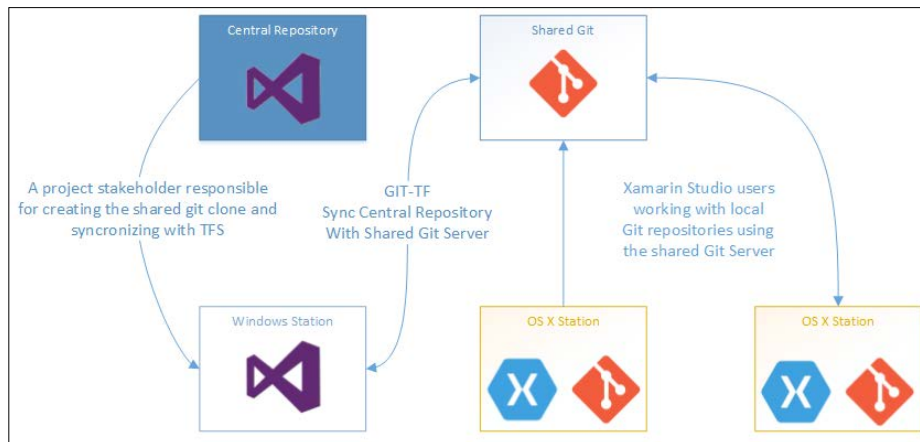 Central Repository
Shared Git
A project stakeholder responsible
for creating the shared git clone and
syncronizing with TFS
GIT-TF
Sync Central Repository
With Shared Git Server
Xamarin Studio users
working with local
Git repositories using
the shared Git Server
Windows Station
OS X Station
OS X Station